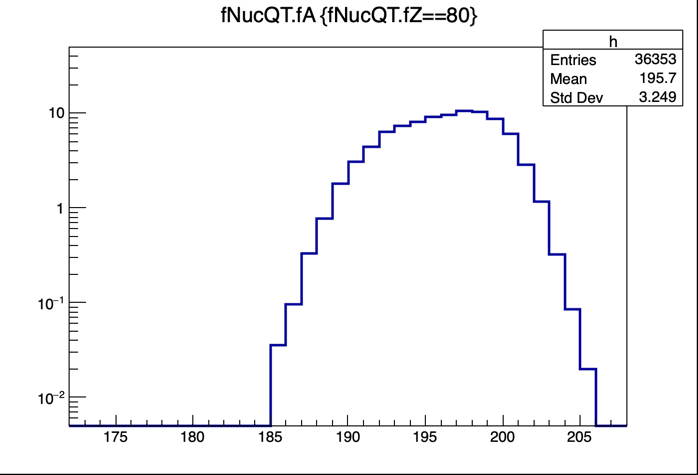 fNucQT.fA {fNucQT.fZ==80}
h
Entries 36353
Mean 195.7
Std Dev 3.249
10
1
10⁻¹
10⁻²
175 180 185 190 195 200 205